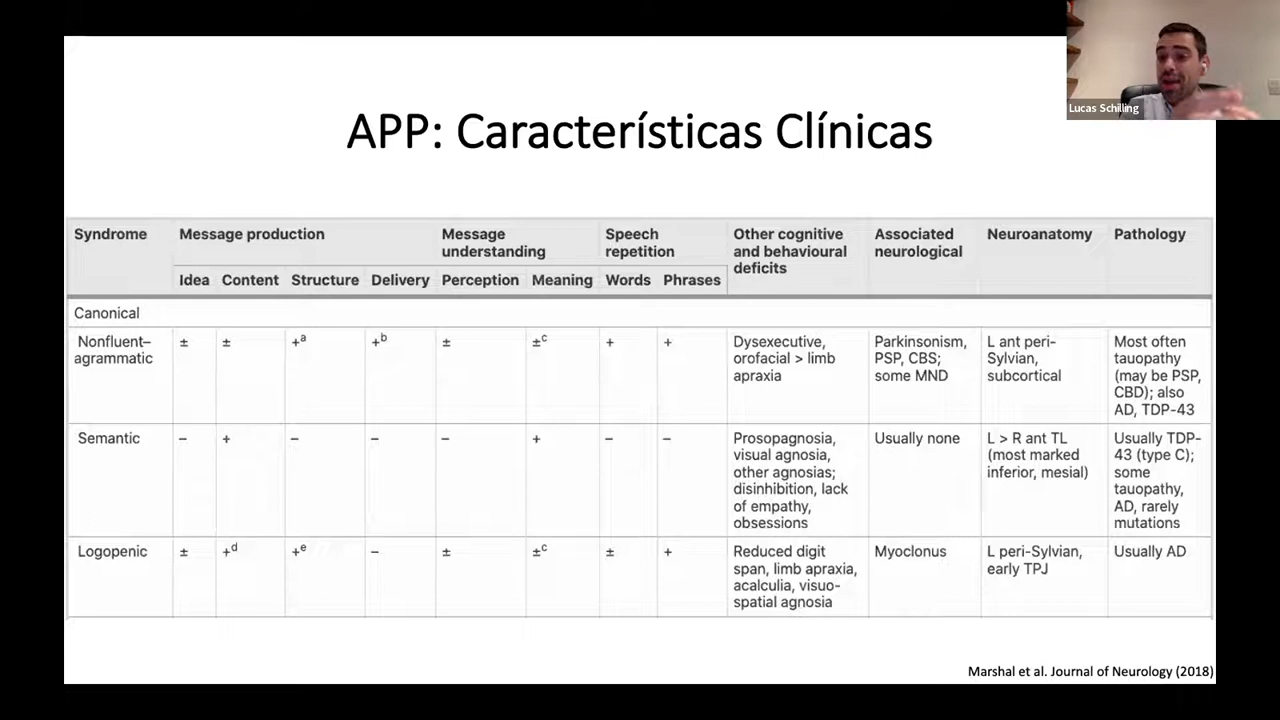 Lucas Schilling
APP: Características Clínicas
Syndrome Message production Message understanding Speech repetition Other cognitive and behavioural deficits Associated neurological Neuroanatomy Pathology
Idea Content Structure Delivery Perception Meaning Words Phrases
Canonical
Nonfluent–agrammatic ± ± +a +b ± ±c + + Dysexecutive, orofacial > limb apraxia Parkinsonism, PSP, CBS; some MND L ant peri-Sylvian, subcortical Most often tauopathy (may be PSP, CBD); also AD, TDP-43
Semantic – + – – – + – – Prosopagnosia, visual agnosia, other agnosias; disinhibition, lack of empathy, obsessions Usually none L > R ant TL (most marked inferior, mesial) Usually TDP-43 (type C); some tauopathy, AD, rarely mutations
Logopenic ± +d +e – ± ±c ± + Reduced digit span, limb apraxia, acalculia, visuo-spatial agnosia Myoclonus L peri-Sylvian, early TPJ Usually AD
Marshal et al. Journal of Neurology (2018)